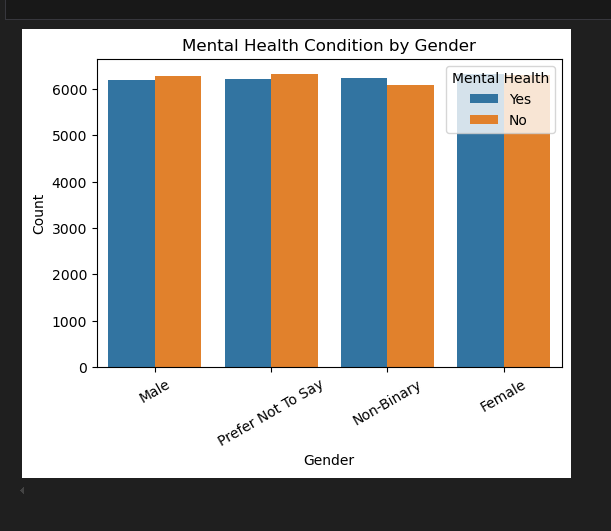 Mental Health Condition by Gender
Mental Health
Yes
No
6000
5000
4000
3000
2000
1000
0
Count
Male
Prefer Not To Say
Non-Binary
Female
Gender